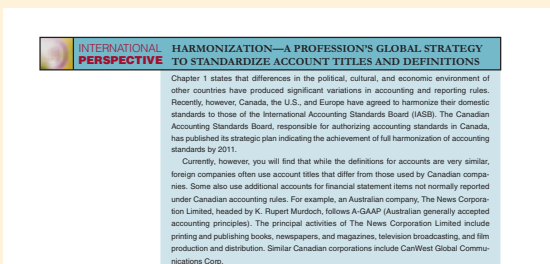 INTERNATIONAL HARMONIZATION—A PROFESSION'S GLOBAL STRATEGY
PERSPECTIVE TO STANDARDIZE ACCOUNT TITLES AND DEFINITIONS
Chapter 1 states that differences in the political, cultural, and economic environment of
other countries have produced significant variations in accounting and reporting rules.
Recently, however, Canada, the U.S., and Europe have agreed to harmonize their domestic
standards to those of the International Accounting Standards Board (IASB). The Canadian
Accounting Standards Board, responsible for authorizing accounting standards in Canada,
has published its strategic plan indicating the achievement of full harmonization of accounting
standards by 2011.
Currently, however, you will find that while the definitions for accounts are very similar,
foreign companies often use account titles that differ from those used by Canadian compa-
nies. Some also use additional accounts for financial statement items not normally reported
under Canadian accounting rules. For example, an Australian company, The News Corpora-
tion Limited, headed by K. Rupert Murdoch, follows A-GAAP (Australian generally accepted
accounting principles). The principal activities of The News Corporation Limited include
printing and publishing books, newspapers, and magazines, television broadcasting, and film
production and distribution. Similar Canadian corporations include CanWest Global Commu-
nications Corp.